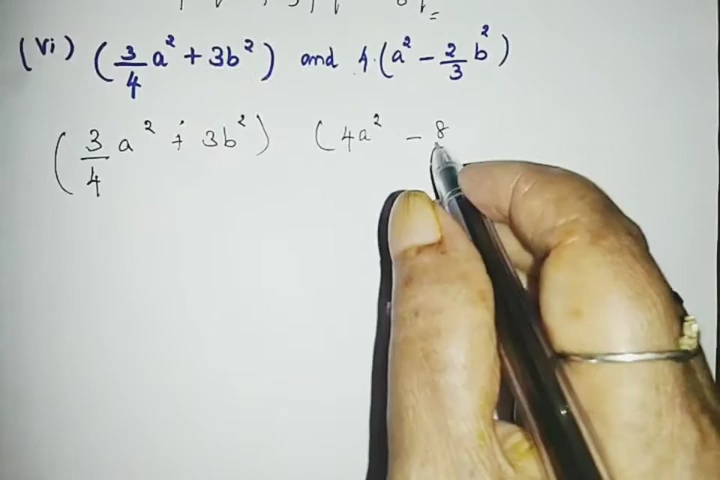 (vi) (3/4 a² + 3b²) and 4 (a² - 2/3 b²)
(3/4 a² + 3b²) (4a² - 8